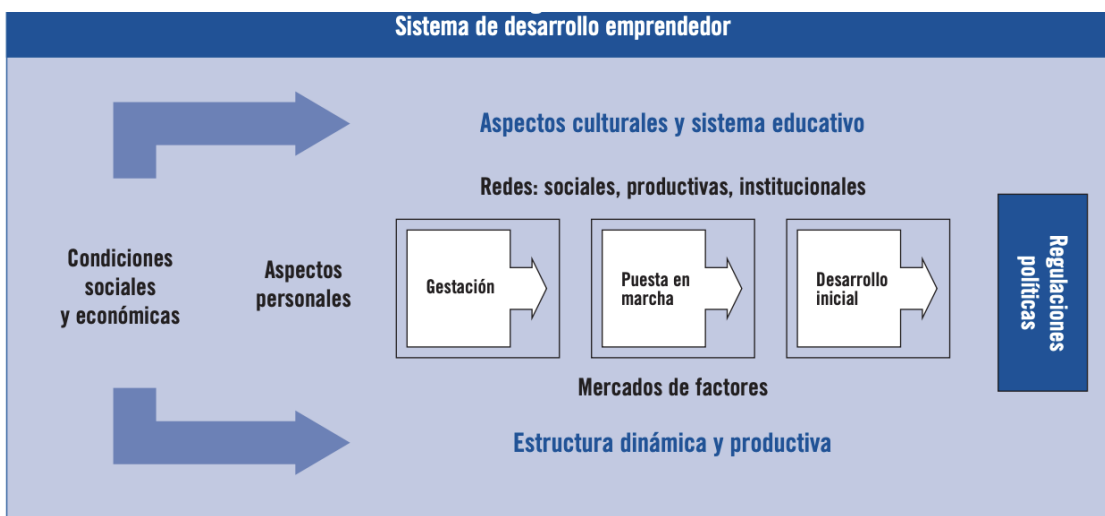 Sistema de desarrollo emprendedor
Aspectos culturales y sistema educativo
Redes: sociales, productivas, institucionales
Condiciones
sociales
y económicas
Aspectos
personales
Gestación
Puesta en
marcha
Desarrollo
inicial
Regulaciones
políticas
Mercados de factores
Estructura dinámica y productiva